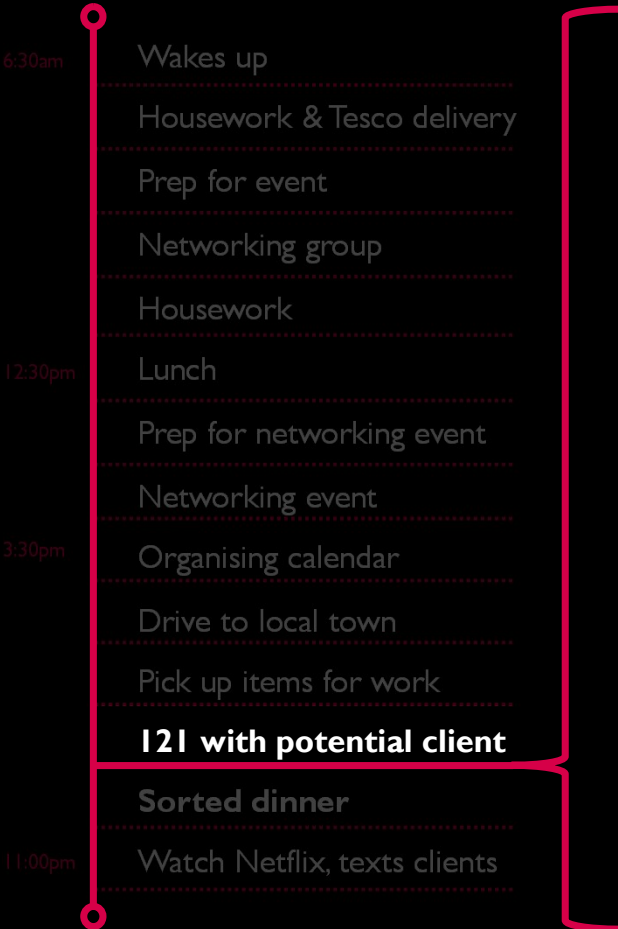 6:30am
Wakes up
Housework & Tesco delivery
Prep for event
Networking group
Housework
12:30pm
Lunch
Prep for networking event
Networking event
3:30pm
Organising calendar
Drive to local town
Pick up items for work
121 with potential client
Sorted dinner
11:00pm
Watch Netflix, texts clients